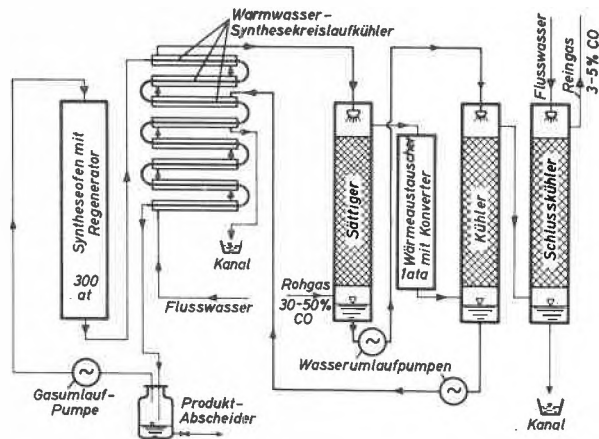 Warmwasser-
Synthesekreislaufkühler
Flusswasser
Reingas
3-5% CO
Syntheseofen mit
Regenerator
300
at
Sättiger
Wärmeaustauscher
mit Konverter
1ata
Kühler
Schlusskühler
Kanal
Rohgas
30-50%
CO
Flusswasser
Wasserumlaufpumpen
Gasumlauf-
Pumpe
Produkt-
Abscheider
Kanal